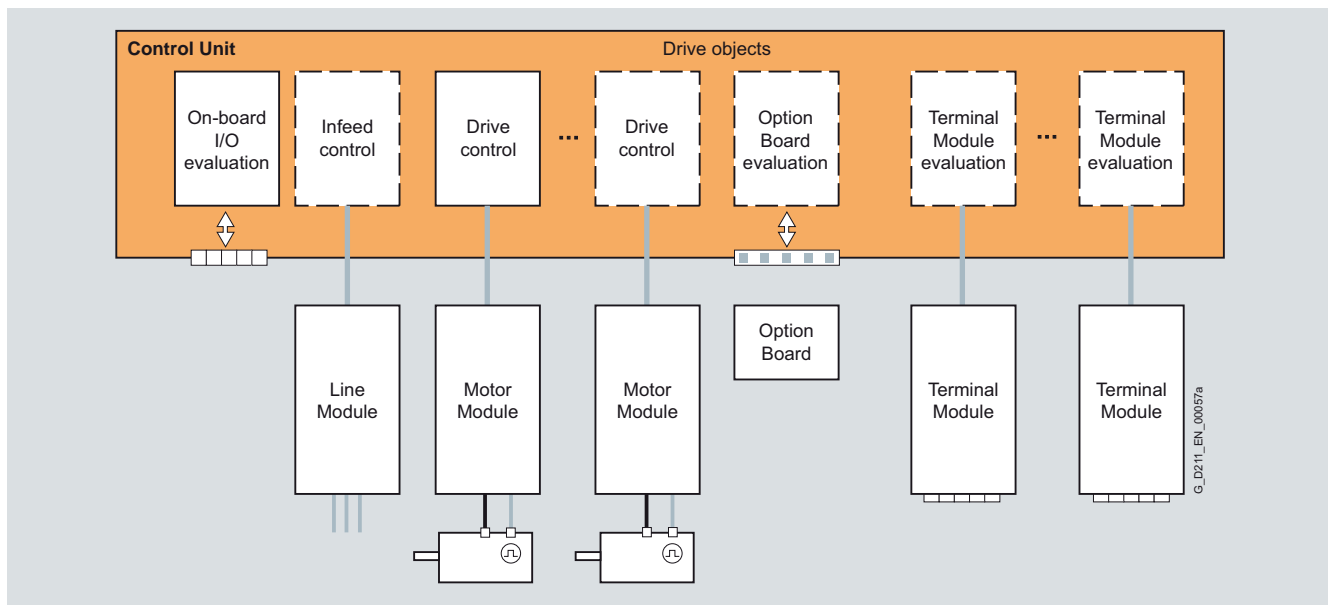 Control Unit
Drive objects
On-board
I/O
evaluation
Infeed
control
Drive
control
...
Drive
control
Option
Board
evaluation
Terminal
Module
evaluation
...
Terminal
Module
evaluation
Line
Module
Motor
Module
Motor
Module
Option
Board
Terminal
Module
Terminal
Module
G_D211_EN_00057a